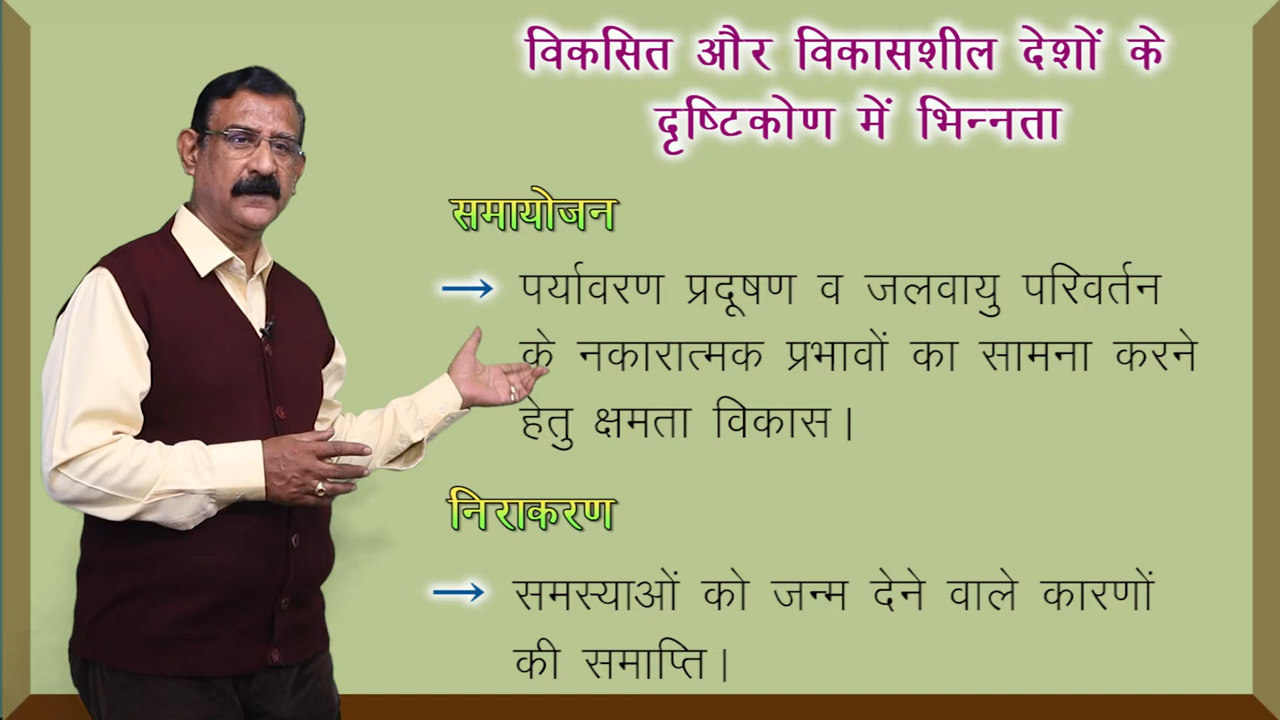 विकसित और विकासशील देशों के
दृष्टिकोण में भिन्नता
समायोजन
→ पर्यावरण प्रदूषण व जलवायु परिवर्तन
के नकारात्मक प्रभावों का सामना करने
हेतु क्षमता विकास।
निराकरण
→ समस्याओं को जन्म देने वाले कारणों
की समाप्ति।